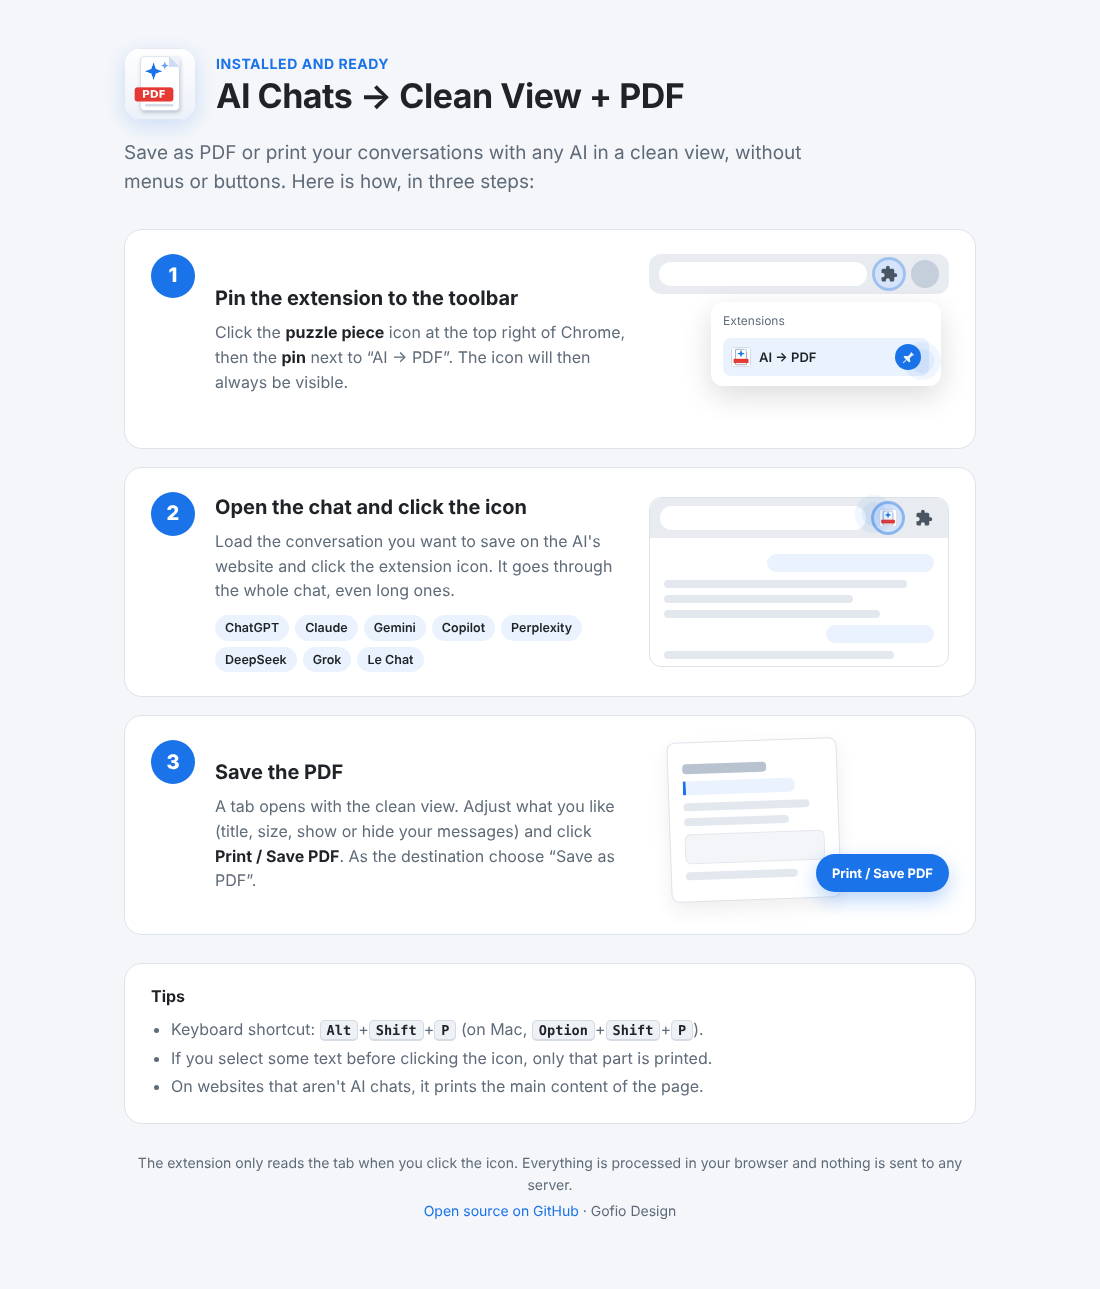 PDF
INSTALLED AND READY
AI Chats → Clean View + PDF
Save as PDF or print your conversations with any AI in a clean view, without
menus or buttons. Here is how, in three steps:
1
Pin the extension to the toolbar
Click the puzzle piece icon at the top right of Chrome,
then the pin next to “AI → PDF”. The icon will then
always be visible.
Extensions
AI → PDF
2
Open the chat and click the icon
Load the conversation you want to save on the AI's
website and click the extension icon. It goes through
the whole chat, even long ones.
ChatGPT Claude Gemini Copilot Perplexity
DeepSeek Grok Le Chat
3
Save the PDF
A tab opens with the clean view. Adjust what you like
(title, size, show or hide your messages) and click
Print / Save PDF. As the destination choose “Save as
PDF”.
Print / Save PDF
Tips
• Keyboard shortcut: Alt+Shift+P (on Mac, Option+Shift+P).
• If you select some text before clicking the icon, only that part is printed.
• On websites that aren't AI chats, it prints the main content of the page.
The extension only reads the tab when you click the icon. Everything is processed in your browser and nothing is sent to any
server.
Open source on GitHub · Gofio Design